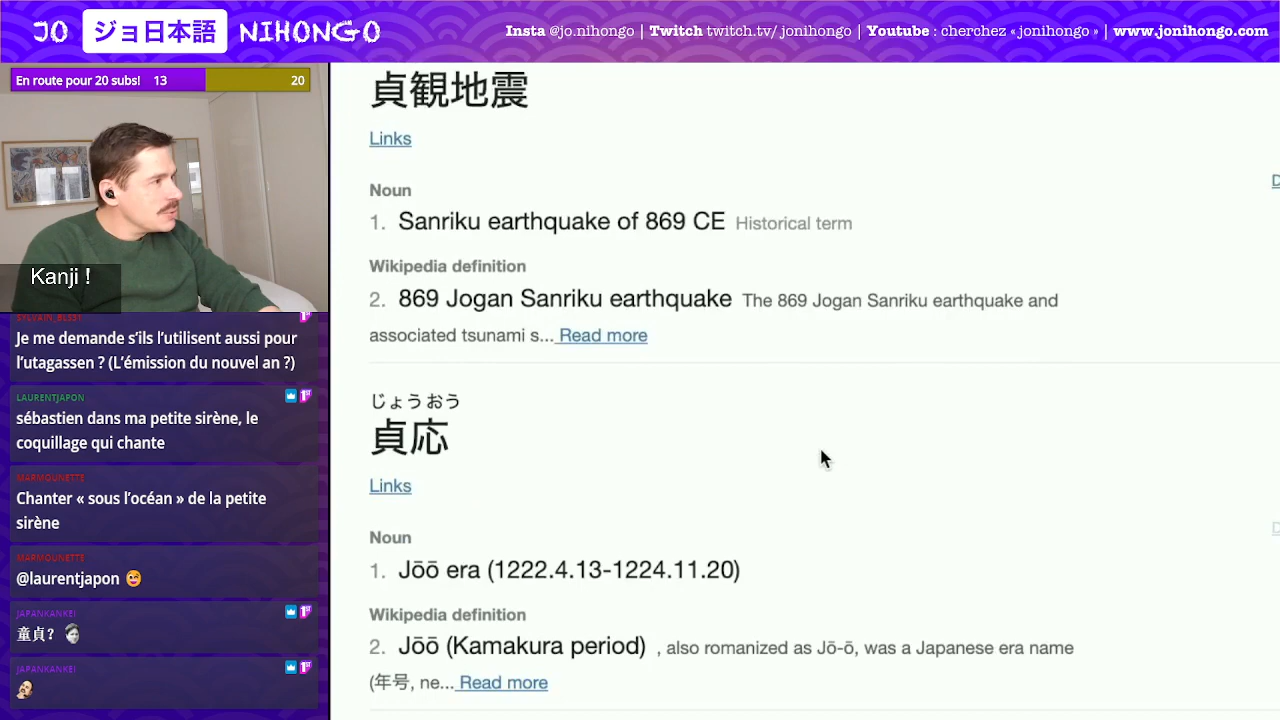 JO ジョ日本語 NIHONGO
Insta @jo.nihongo | Twitch twitch.tv/ jonihongo | Youtube : cherchez « jonihongo » | www.jonihongo.com
En route pour 20 subs! 13 20
Kanji !
SYLVAIN_BL351
Je me demande s'ils l'utilisent aussi pour
l'utagassen ? (L'émission du nouvel an ?)
LAURENTJAPON
sébastien dans ma petite sirène, le
coquillage qui chante
MARMOUNETTE
Chanter « sous l'océan » de la petite
sirène
MARMOUNETTE
@laurentjapon
JAPANKANKEI
童貞?
JAPANKANKEI
貞観地震
Links
Noun
1. Sanriku earthquake of 869 CE Historical term
Wikipedia definition
2. 869 Jogan Sanriku earthquake The 869 Jogan Sanriku earthquake and
associated tsunami s... Read more
じょうおう
貞応
Links
Noun
1. Jōō era (1222.4.13-1224.11.20)
Wikipedia definition
2. Jōō (Kamakura period) , also romanized as Jō-ō, was a Japanese era name
(年号, ne... Read more